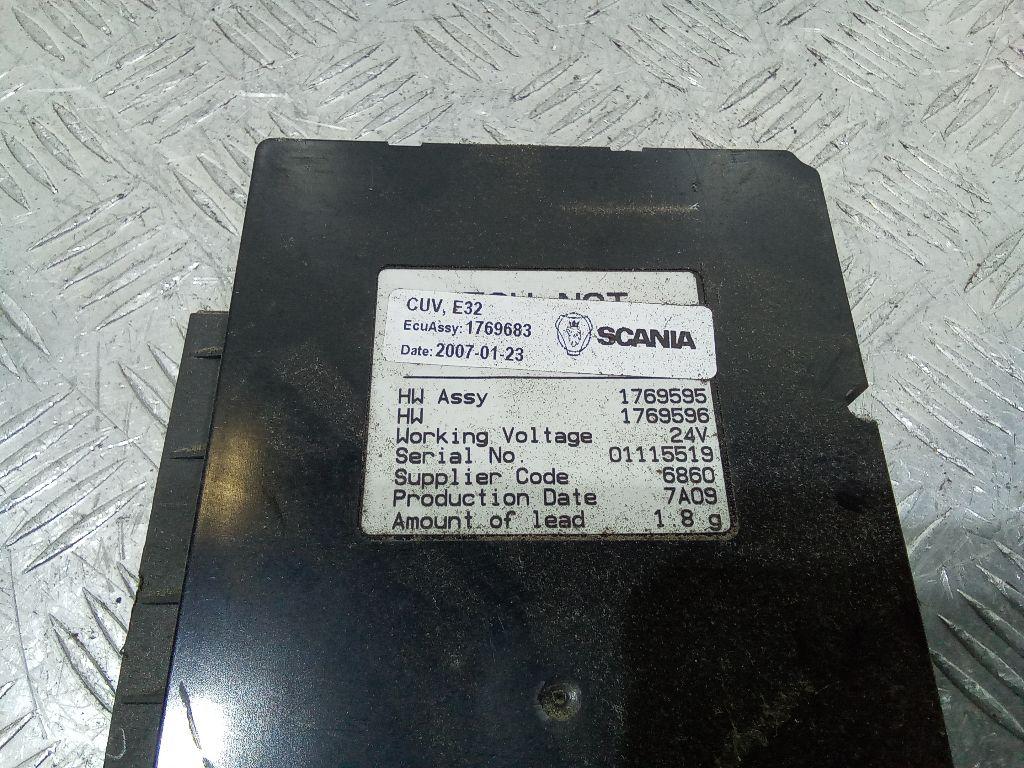 NOT
CUV, E32
EcuAssy: 1769683
Date: 2007-01-23
SCANIA
HW Assy 1769595
HW 1769596
Working Voltage 24V
Serial No. 01115519
Supplier Code 6860
Production Date 7A09
Amount of lead 1.8 g